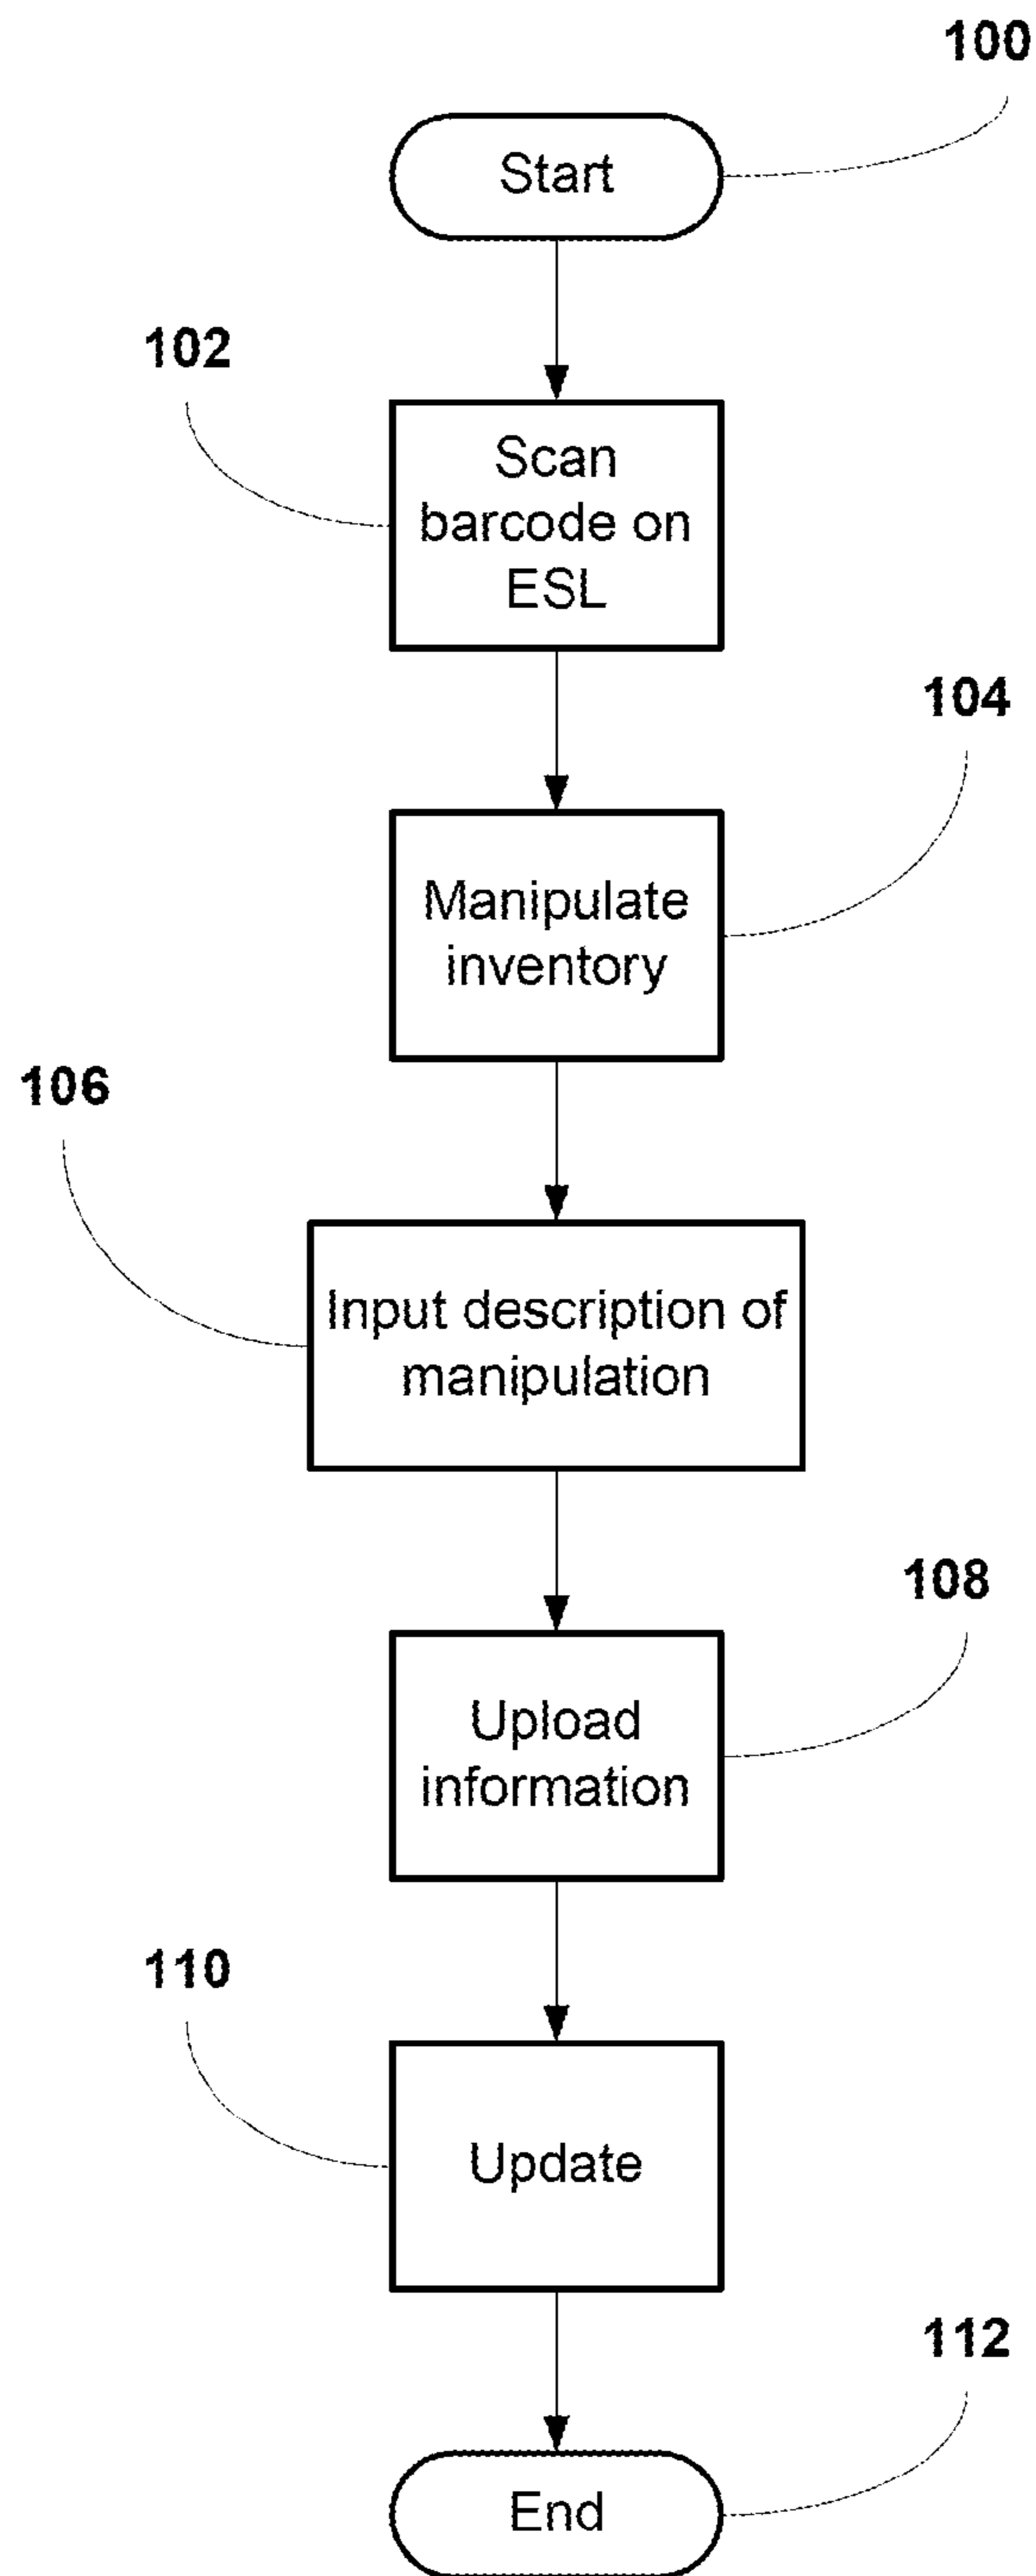 100
Start
102
Scan
barcode on
ESL
104
Manipulate
inventory
106
Input description of
manipulation
108
Upload
information
110
Update
112
End